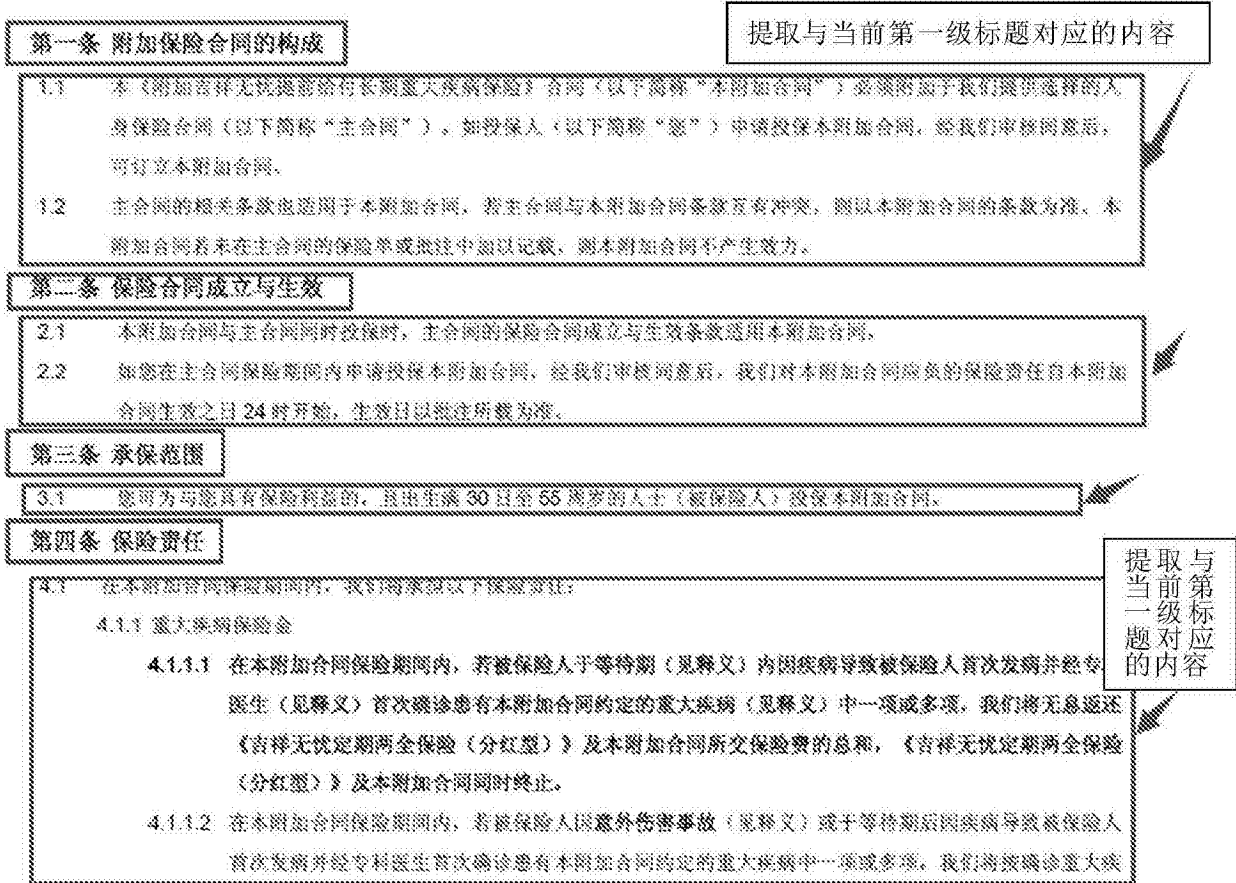 提取与当前第一级标题对应的内容
第一条 附加保险合同的构成
1.1 本《附加吉祥无忧提前给付长期重大疾病保险》合同（以下简称“本附加合同”）必须附加于我们提供选择的人
身保险合同（以下简称“主合同”）。如投保人（以下简称“您”）申请投保本附加合同，经我们审核同意后，
可订立本附加合同。
1.2 主合同的相关条款也适用于本附加合同，若主合同与本附加合同条款互有冲突，则以本附加合同的条款为准。本
附加合同若未在主合同的保险单或批注中加以记载，则本附加合同不产生效力。
第二条 保险合同成立与生效
2.1 本附加合同与主合同同时投保时，主合同的保险合同成立与生效条款适用本附加合同。
2.2 如您在主合同保险期间内申请投保本附加合同，经我们审核同意后，我们对本附加合同应负的保险责任自本附加
合同生效之日 24 时开始，生效日以批注所载为准。
第三条 承保范围
3.1 您可为与您具有保险利益的，且出生满 30 日至 55 周岁的人士（被保险人）投保本附加合同。
第四条 保险责任
提取与
当前第
一级标
题对应
的内容
4.1 在本附加合同保险期间内，我们将承担以下保险责任：
4.1.1 重大疾病保险金
4.1.1.1 在本附加合同保险期间内，若被保险人于等待期（见释义）内因疾病导致被保险人首次发病并经专
医生（见释义）首次确诊患有本附加合同约定的重大疾病（见释义）中一项或多项，我们将无息返还
《吉祥无忧定期两全保险（分红型）》及本附加合同所交保险费的总和，《吉祥无忧定期两全保险
（分红型）》及本附加合同同时终止。
4.1.1.2 在本附加合同保险期间内，若被保险人因意外伤害事故（见释义）或于等待期后因疾病导致被保险人
首次发病并经专科医生首次确诊患有本附加合同约定的重大疾病中一项或多项，我们将按确诊重大疾